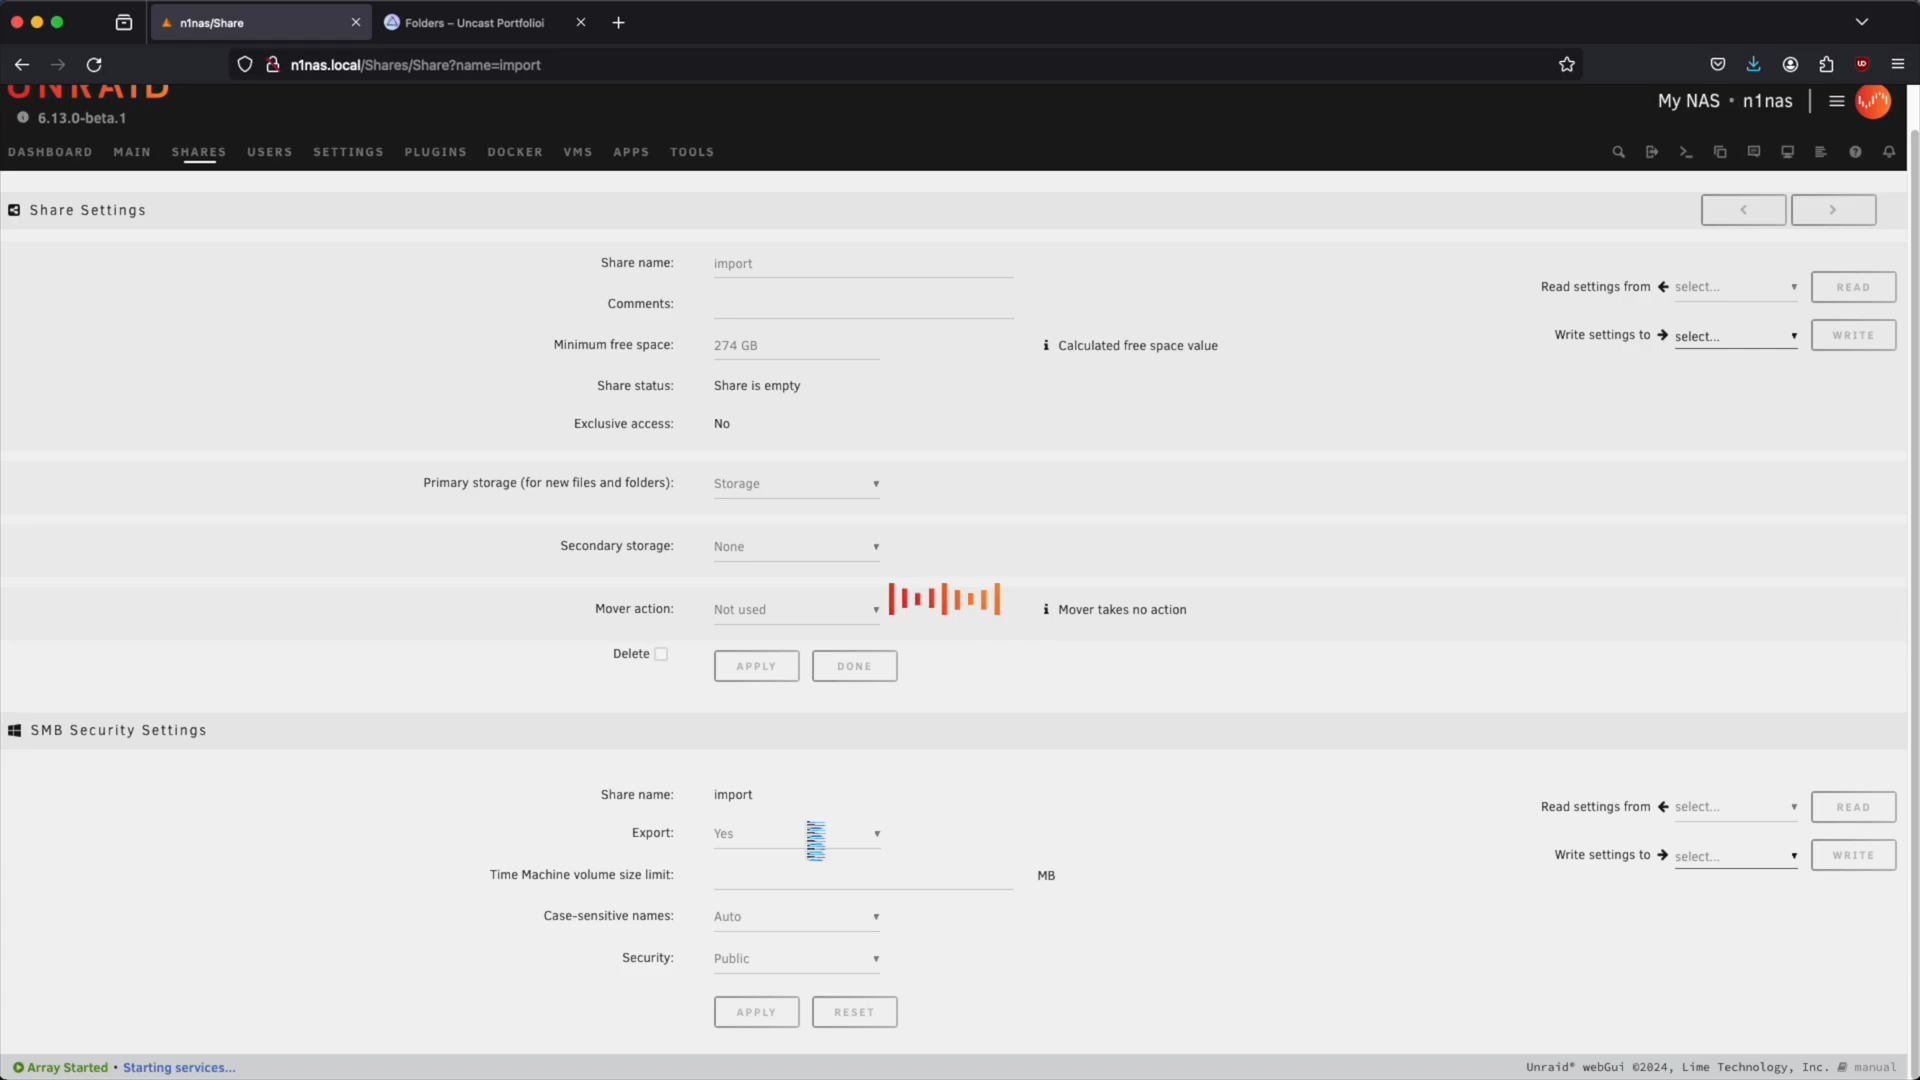 n1nas/Share
Folders – Uncast Portfolioi
n1nas.local/Shares/Share?name=import
UNRAID
6.13.0-beta.1
My NAS • n1nas
DASHBOARD MAIN SHARES USERS SETTINGS PLUGINS DOCKER VMS APPS TOOLS
Share Settings
Share name: import
Read settings from select... READ
Comments:
Write settings to select... WRITE
Minimum free space: 274 GB Calculated free space value
Share status: Share is empty
Exclusive access: No
Primary storage (for new files and folders): Storage
Secondary storage: None
Mover action: Not used Mover takes no action
Delete APPLY DONE
SMB Security Settings
Share name: import
Read settings from select... READ
Export: Yes
Write settings to select... WRITE
Time Machine volume size limit: MB
Case-sensitive names: Auto
Security: Public
APPLY RESET
Array Started • Starting services...
Unraid® webGui ©2024, Lime Technology, Inc. manual